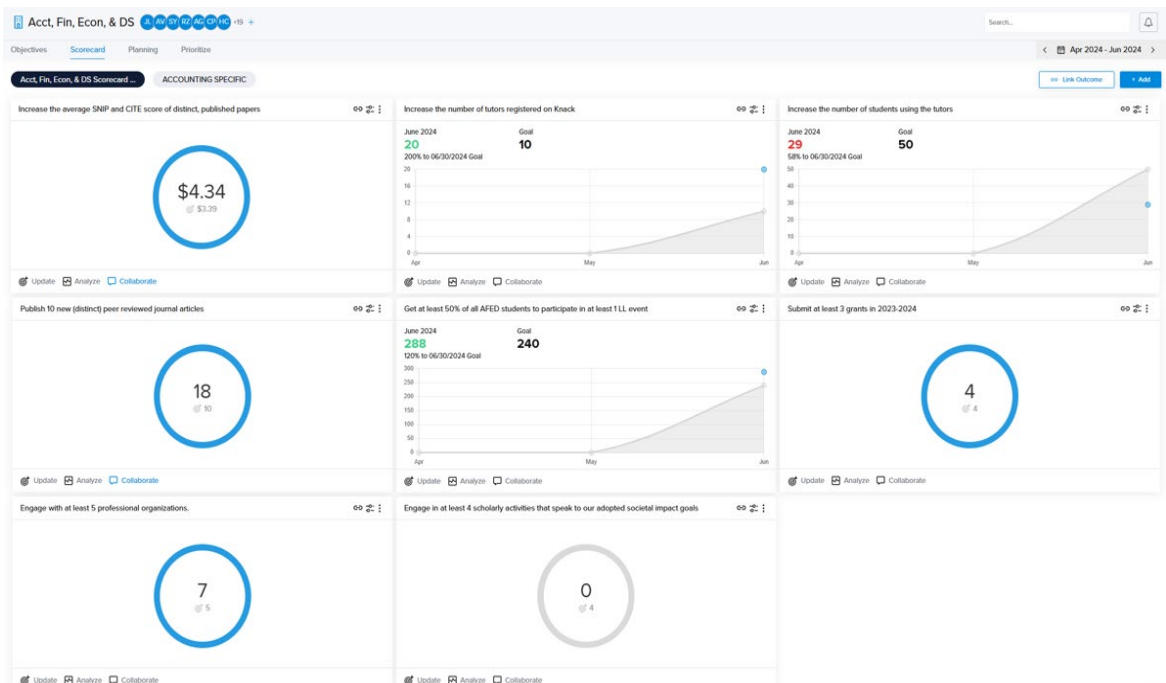 Acct, Fin, Econ, & DS JL AV SY RZ AG CP HC +19 +
Search...
Objectives Scorecard Planning Prioritize
Apr 2024 - Jun 2024
Acct, Fin, Econ, & DS Scorecard ... ACCOUNTING SPECIFIC
Link Outcome + Add
Increase the average SNIP and CITE score of distinct, published papers
$4.34
$3.39
Update Analyze Collaborate
Increase the number of tutors registered on Knack
June 2024 Goal
20 10
200% to 06/30/2024 Goal
20
16
12
8
4
0
Apr May Jun
Update Analyze Collaborate
Increase the number of students using the tutors
June 2024 Goal
29 50
58% to 06/30/2024 Goal
50
40
30
20
10
0
Apr May Jun
Update Analyze Collaborate
Publish 10 new (distinct) peer reviewed journal articles
18
10
Update Analyze Collaborate
Get at least 50% of all AFED students to participate in at least 1 LL event
June 2024 Goal
288 240
120% to 06/30/2024 Goal
300
250
200
150
100
50
0
Apr May Jun
Update Analyze Collaborate
Submit at least 3 grants in 2023-2024
4
4
Update Analyze Collaborate
Engage with at least 5 professional organizations.
7
5
Update Analyze Collaborate
Engage in at least 4 scholarly activities that speak to our adopted societal impact goals
0
4
Update Analyze Collaborate